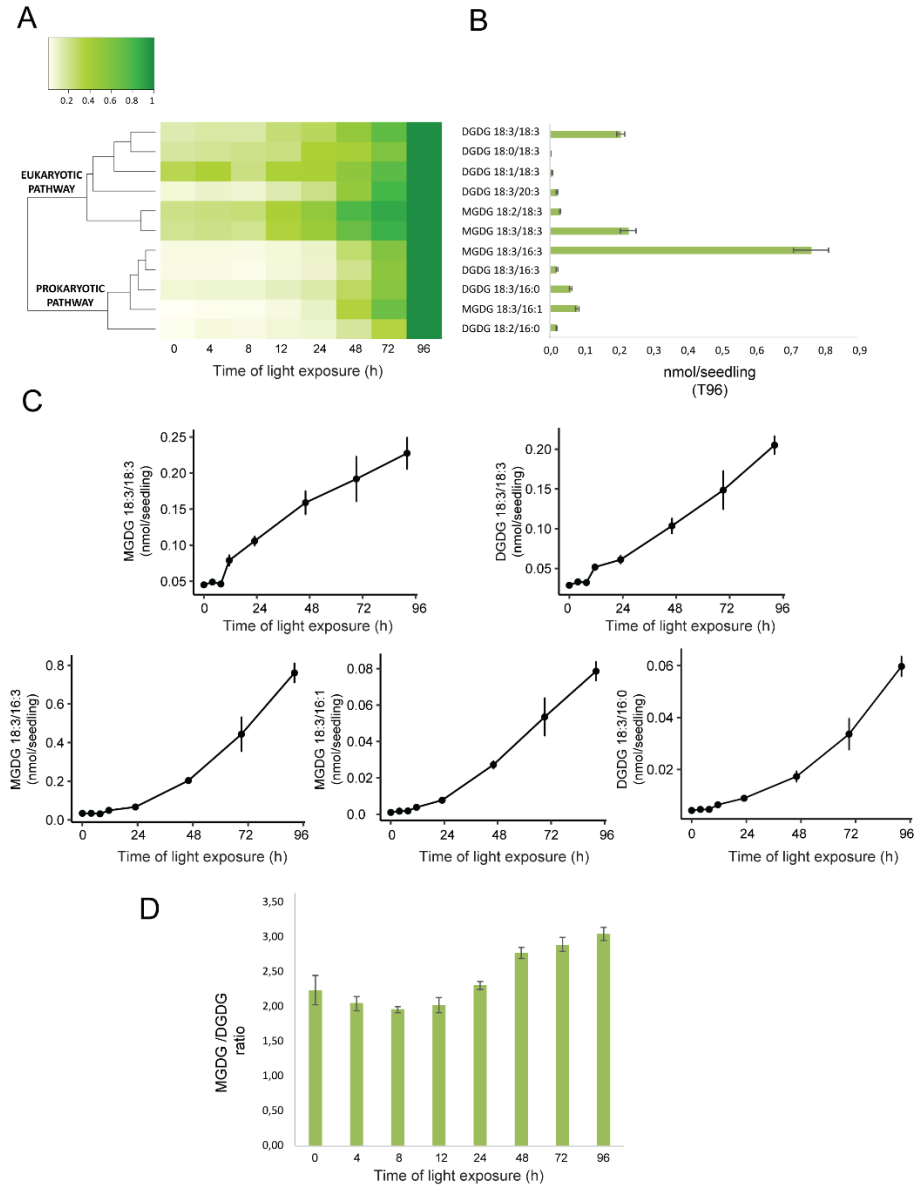 A
B
0.2 0.4 0.6 0.8 1
EUKARYOTIC
PATHWAY
PROKARYOTIC
PATHWAY
0 4 8 12 24 48 72 96
Time of light exposure (h)
DGDG 18:3/18:3
DGDG 18:0/18:3
DGDG 18:1/18:3
DGDG 18:3/20:3
MGDG 18:2/18:3
MGDG 18:3/18:3
MGDG 18:3/16:3
DGDG 18:3/16:3
DGDG 18:3/16:0
MGDG 18:3/16:1
DGDG 18:2/16:0
0,0 0,1 0,2 0,3 0,4 0,5 0,6 0,7 0,8 0,9
nmol/seedling
(T96)
C
MGDG 18:3/18:3
(nmol/seedling)
0.25
0.20
0.15
0.10
0.05
0 24 48 72 96
Time of light exposure (h)
DGDG 18:3/18:3
(nmol/seedling)
0.20
0.15
0.10
0.05
0 24 48 72 96
Time of light exposure (h)
MGDG 18:3/16:3
(nmol/seedling)
0.8
0.6
0.4
0.2
0.0
0 24 48 72 96
Time of light exposure (h)
MGDG 18:3/16:1
(nmol/seedling)
0.08
0.06
0.04
0.02
0.0
0 24 48 72 96
Time of light exposure (h)
DGDG 18:3/16:0
(nmol/seedling)
0.06
0.04
0.02
0 24 48 72 96
Time of light exposure (h)
D
MGDG /DGDG
ratio
3,50
3,00
2,50
2,00
1,50
1,00
0,50
0,00
0 4 8 12 24 48 72 96
Time of light exposure (h)